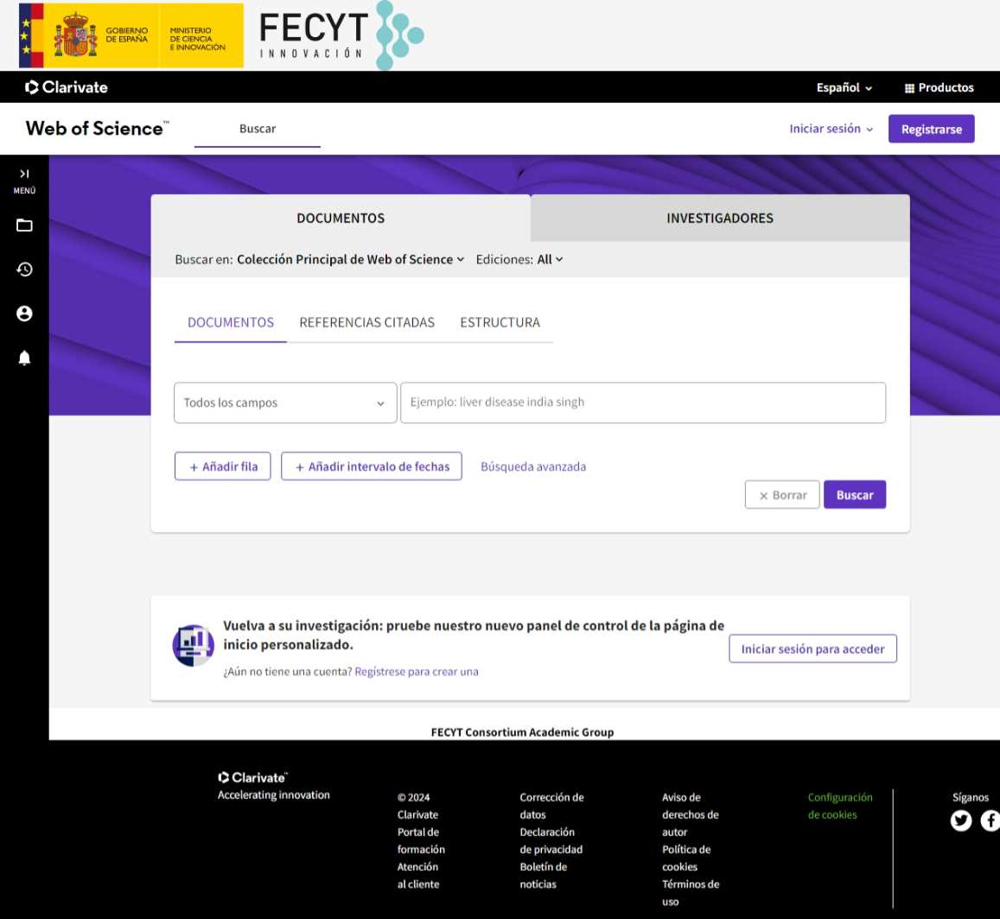 GOBIERNO
DE ESPAÑA
MINISTERIO
DE CIENCIA
E INNOVACIÓN
FECYT
INNOVACIÓN
Clarivate
Español
Productos
Web of Science™
Buscar
Iniciar sesión
Registrarse
MENÚ
DOCUMENTOS
INVESTIGADORES
Buscar en: Colección Principal de Web of Science
Ediciones: All
DOCUMENTOS
REFERENCIAS CITADAS
ESTRUCTURA
Todos los campos
Ejemplo: liver disease india singh
+ Añadir fila
+ Añadir intervalo de fechas
Búsqueda avanzada
× Borrar
Buscar
Vuelva a su investigación: pruebe nuestro nuevo panel de control de la página de
inicio personalizado.
¿Aún no tiene una cuenta? Regístrese para crear una
Iniciar sesión para acceder
FECYT Consortium Academic Group
Clarivate™
Accelerating innovation
© 2024
Clarivate
Portal de
formación
Atención
al cliente
Corrección de
datos
Declaración
de privacidad
Boletín de
noticias
Aviso de
derechos de
autor
Política de
cookies
Términos de
uso
Configuración
de cookies
Síganos